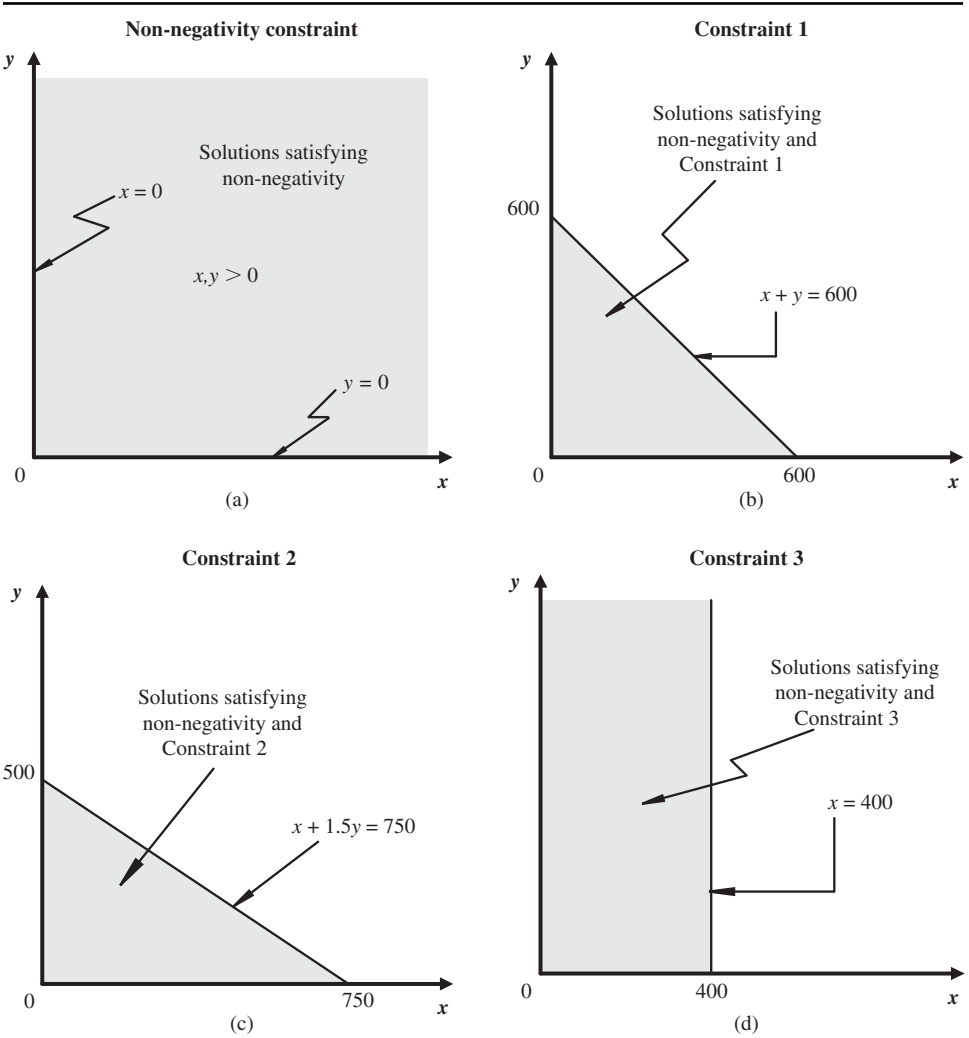 Non-negativity constraint
y
Solutions satisfying
non-negativity
x = 0
x,y > 0
y = 0
0
x
(a)
Constraint 1
y
Solutions satisfying
non-negativity and
Constraint 1
600
x + y = 600
0
600
x
(b)
Constraint 2
y
Solutions satisfying
non-negativity and
Constraint 2
500
x + 1.5y = 750
0
750
x
(c)
Constraint 3
y
Solutions satisfying
non-negativity and
Constraint 3
x = 400
0
400
x
(d)